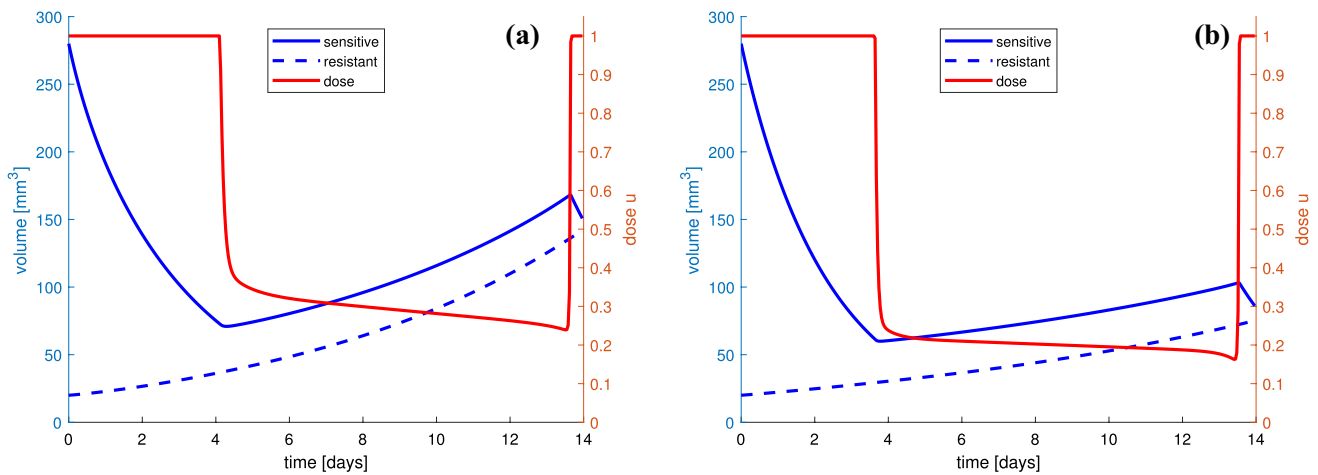 (a)
sensitive
resistant
dose
300
250
200
150
100
50
0
volume [mm³]
1
0.9
0.8
0.7
0.6
0.5
0.4
0.3
0.2
0.1
0
dose u
0 2 4 6 8 10 12 14
time [days]
(b)
sensitive
resistant
dose
300
250
200
150
100
50
0
volume [mm³]
1
0.9
0.8
0.7
0.6
0.5
0.4
0.3
0.2
0.1
0
dose u
0 2 4 6 8 10 12 14
time [days]